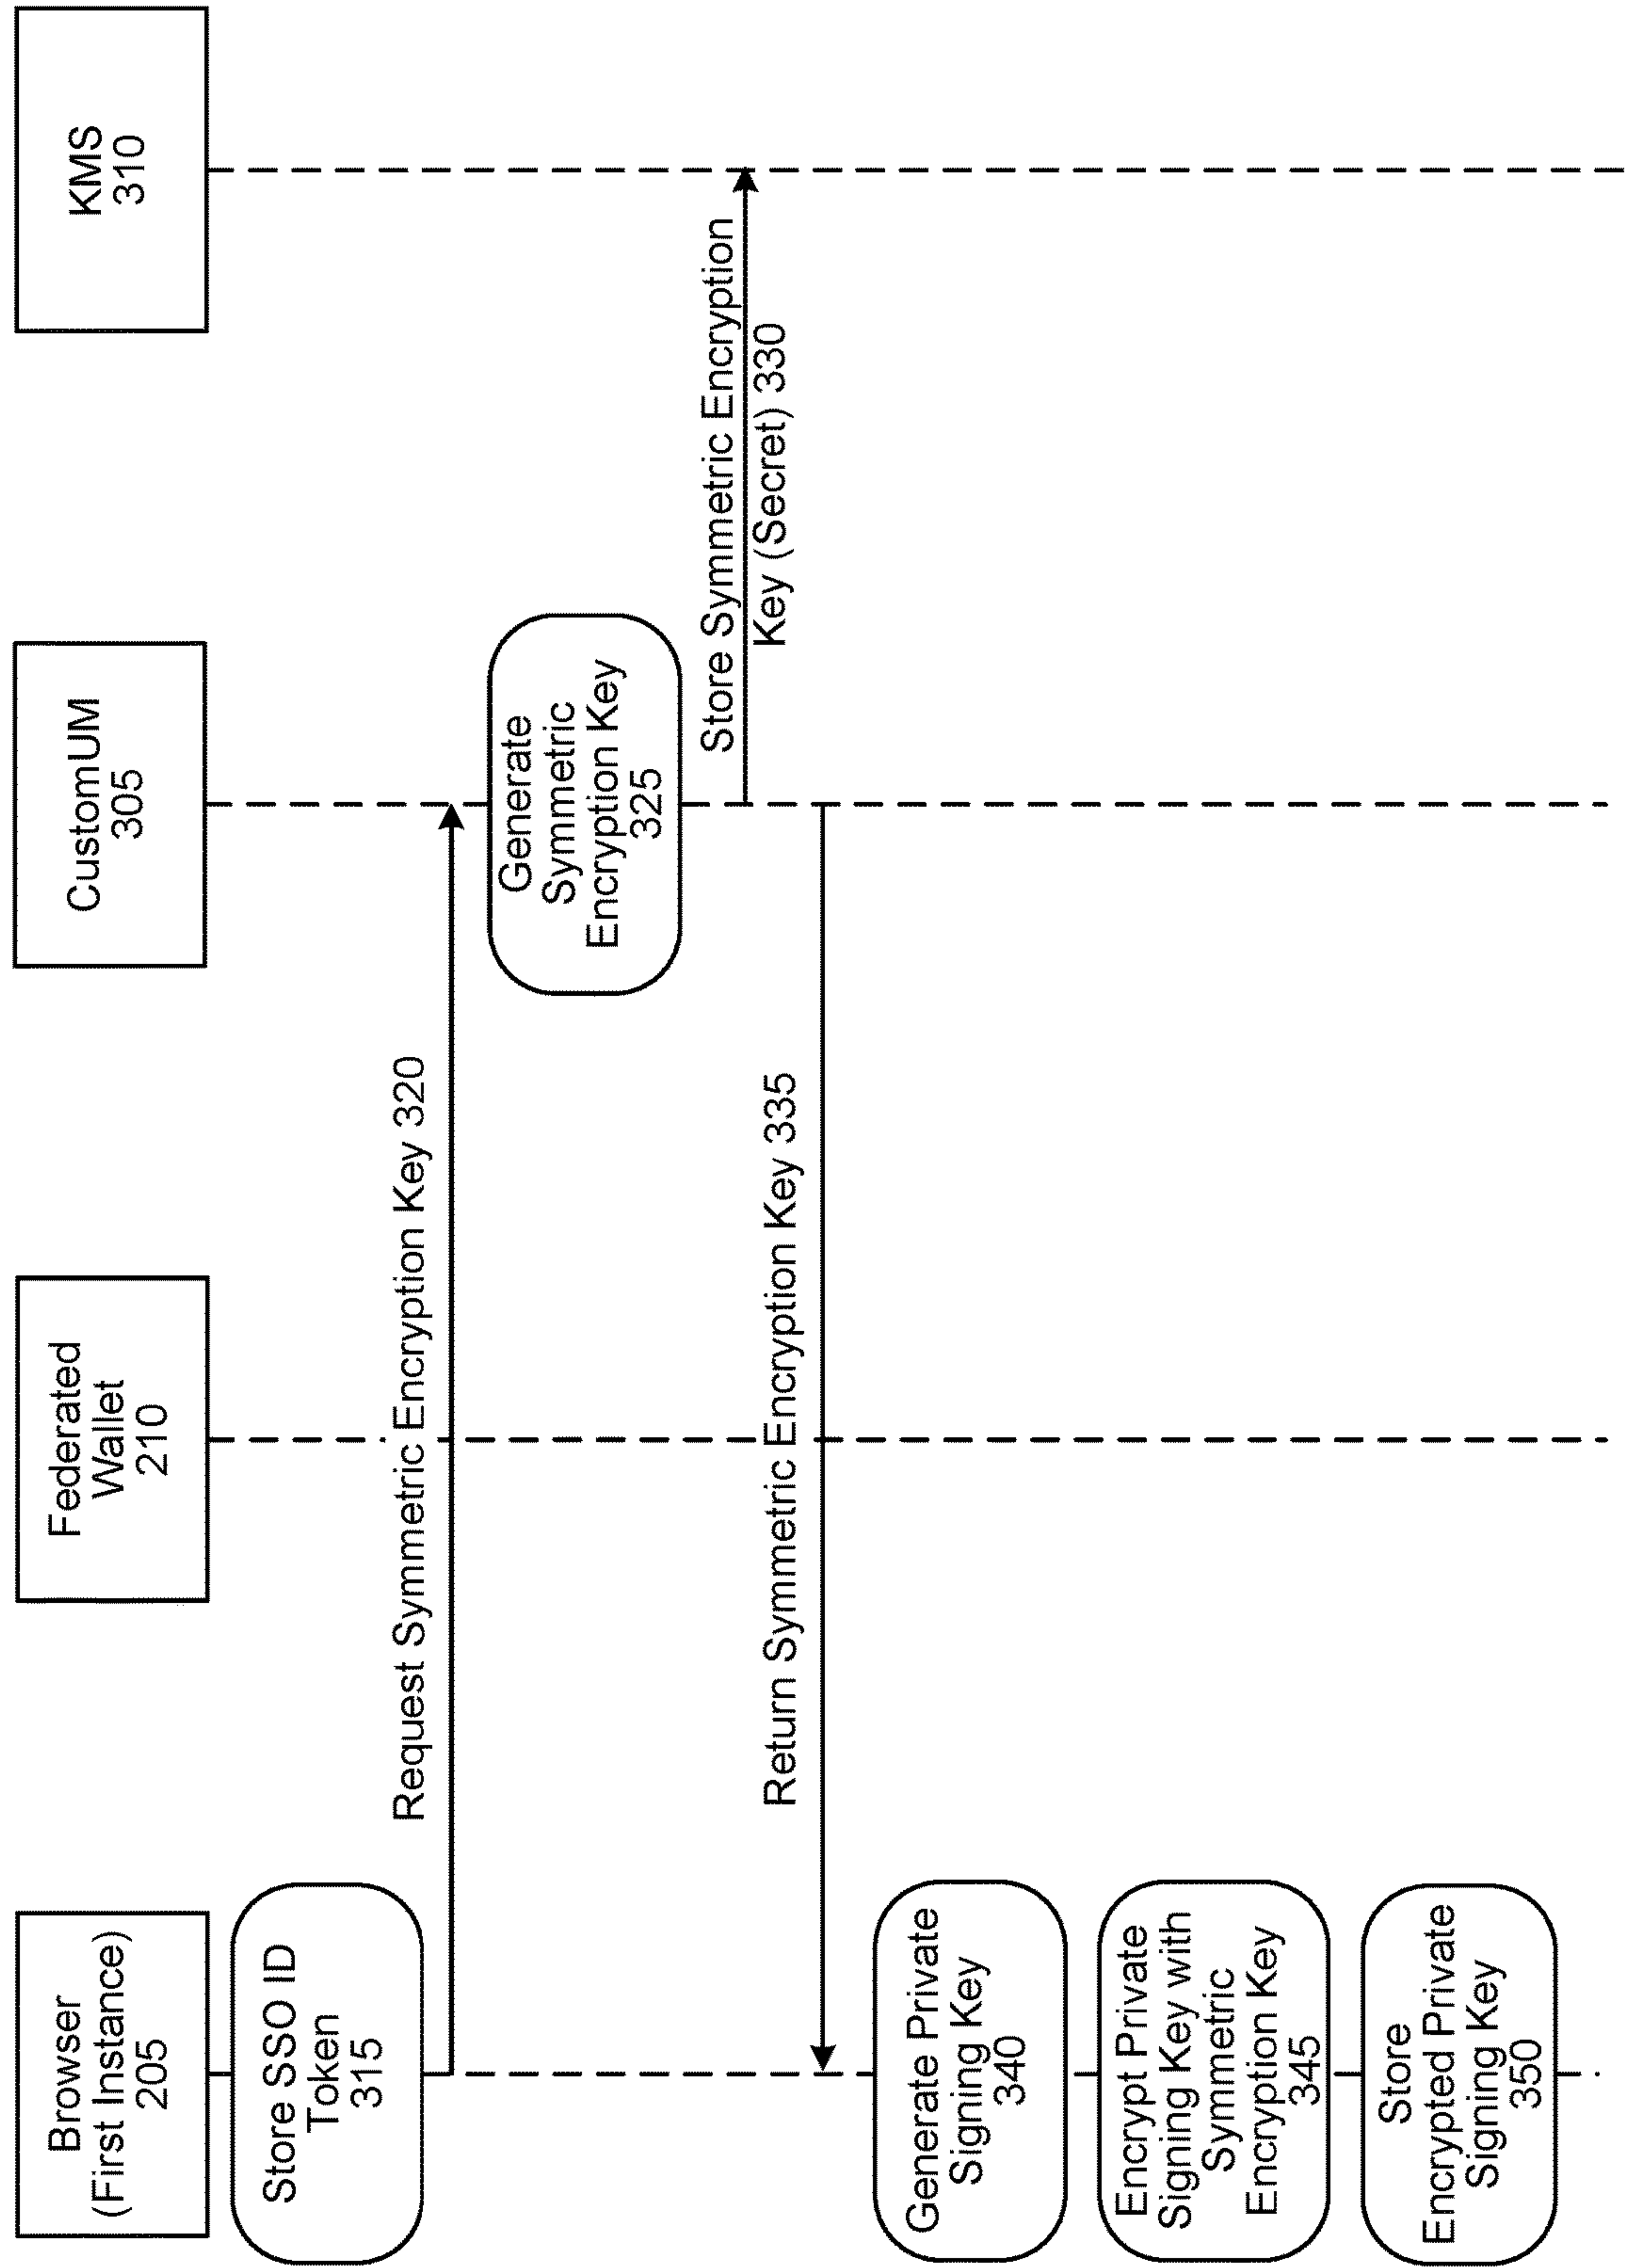 Browser
(First Instance)
205
Federated
Wallet
210
CustomUM
305
KMS
310
Store SSO ID
Token
315
Request Symmetric Encryption Key 320
Generate
Symmetric
Encryption Key
325
Store Symmetric Encryption
Key (Secret) 330
Return Symmetric Encryption Key 335
Generate Private
Signing Key
340
Encrypt Private
Signing Key with
Symmetric
Encryption Key
345
Store
Encrypted Private
Signing Key
350